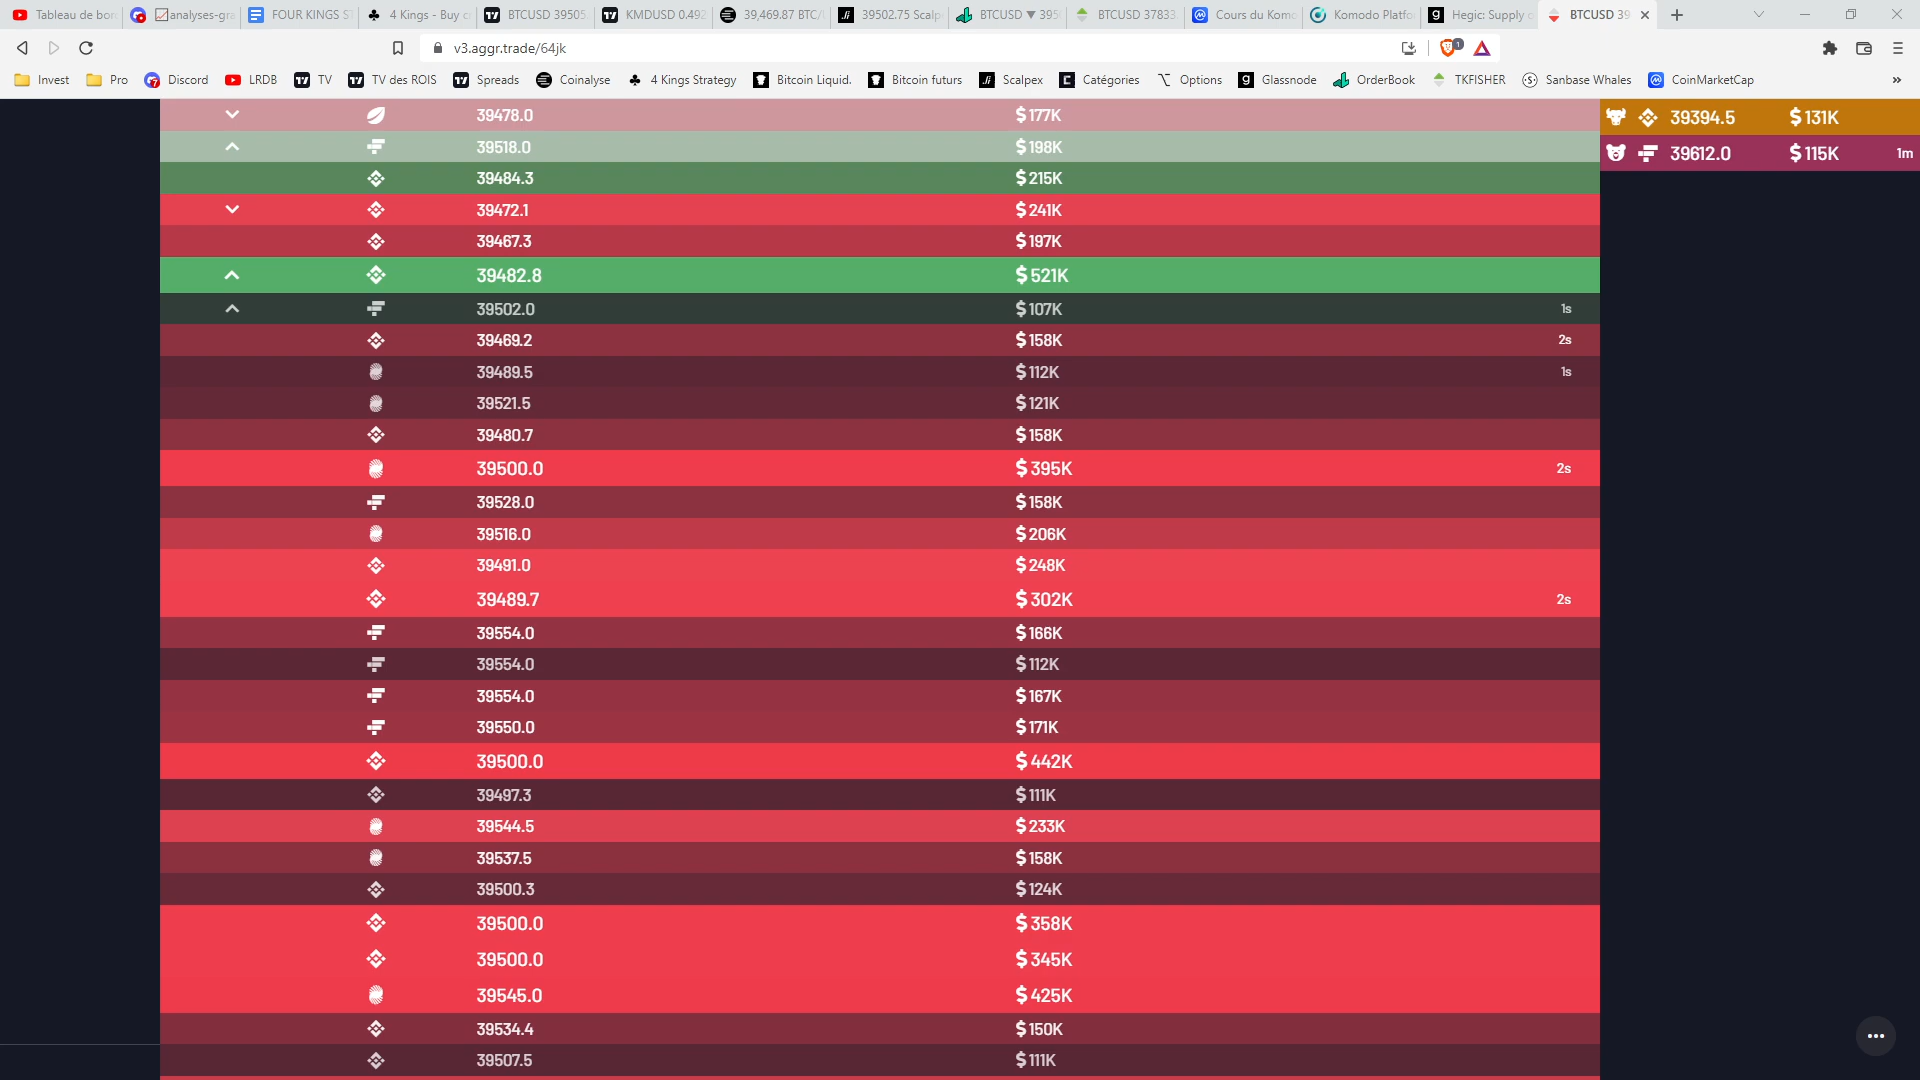 Tableau de bor
analyses-gra
FOUR KINGS ST
4 Kings - Buy c
BTCUSD 39505
KMDUSD 0.492
39,469.87 BTC/
39502.75 Scalp
BTCUSD ▼ 395
BTCUSD 37833
Cours du Komo
Komodo Platfo
Hegic: Supply o
BTCUSD 39
v3.aggr.trade/64jk
1
Invest
Pro
Discord
LRDB
TV
TV des ROIS
Spreads
Coinalyse
4 Kings Strategy
Bitcoin Liquid.
Bitcoin futurs
Scalpex
Catégories
Options
Glassnode
OrderBook
TKFISHER
Sanbase Whales
CoinMarketCap
»
39478.0 $177K
39518.0 $198K
39484.3 $215K
39472.1 $241K
39467.3 $197K
39482.8 $521K
39502.0 $107K 1s
39469.2 $158K 2s
39489.5 $112K 1s
39521.5 $121K
39480.7 $158K
39500.0 $395K 2s
39528.0 $158K
39516.0 $206K
39491.0 $248K
39489.7 $302K 2s
39554.0 $166K
39554.0 $112K
39554.0 $167K
39550.0 $171K
39500.0 $442K
39497.3 $111K
39544.5 $233K
39537.5 $158K
39500.3 $124K
39500.0 $358K
39500.0 $345K
39545.0 $425K
39534.4 $150K
39507.5 $111K
39394.5 $131K
39612.0 $115K 1m